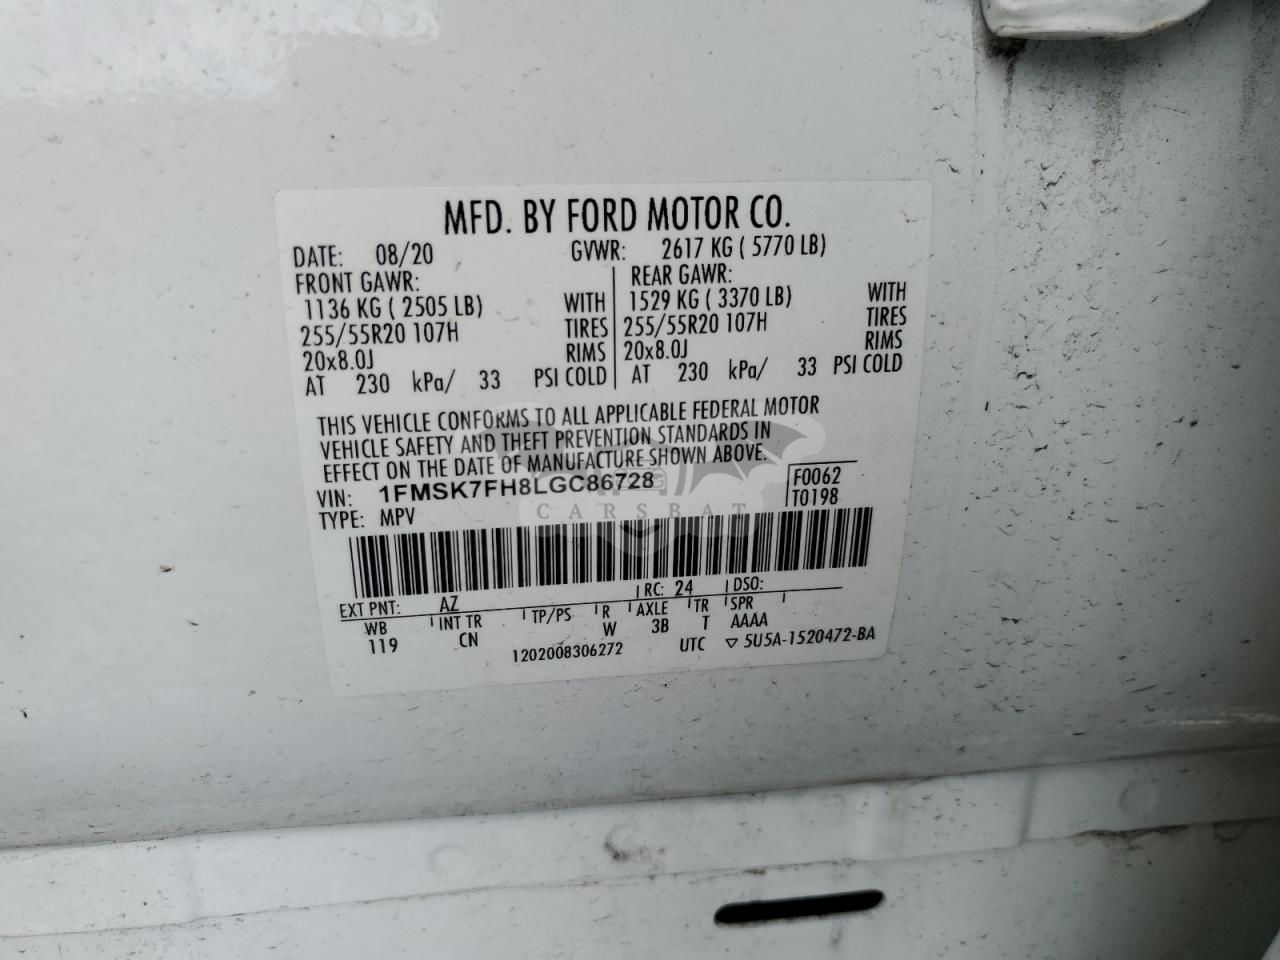 MFD. BY FORD MOTOR CO.
DATE: 08/20 GVWR: 2617 KG ( 5770 LB)
FRONT GAWR: REAR GAWR:
1136 KG ( 2505 LB) WITH 1529 KG ( 3370 LB) WITH
255/55R20 107H TIRES 255/55R20 107H TIRES
20x8.0J RIMS 20x8.0J RIMS
AT 230 kPa/ 33 PSI COLD AT 230 kPa/ 33 PSI COLD
THIS VEHICLE CONFORMS TO ALL APPLICABLE FEDERAL MOTOR
VEHICLE SAFETY AND THEFT PREVENTION STANDARDS IN
EFFECT ON THE DATE OF MANUFACTURE SHOWN ABOVE.
VIN: 1FMSK7FH8LGC86728 F0062
TYPE: MPV T0198
CARSBAT
EXT PNT: AZ RC: 24 DSO:
WB INT TR TP/PS R AXLE TR SPR
119 CN W 3B T AAAA
1202008306272 UTC ▽ 5U5A-1520472-BA